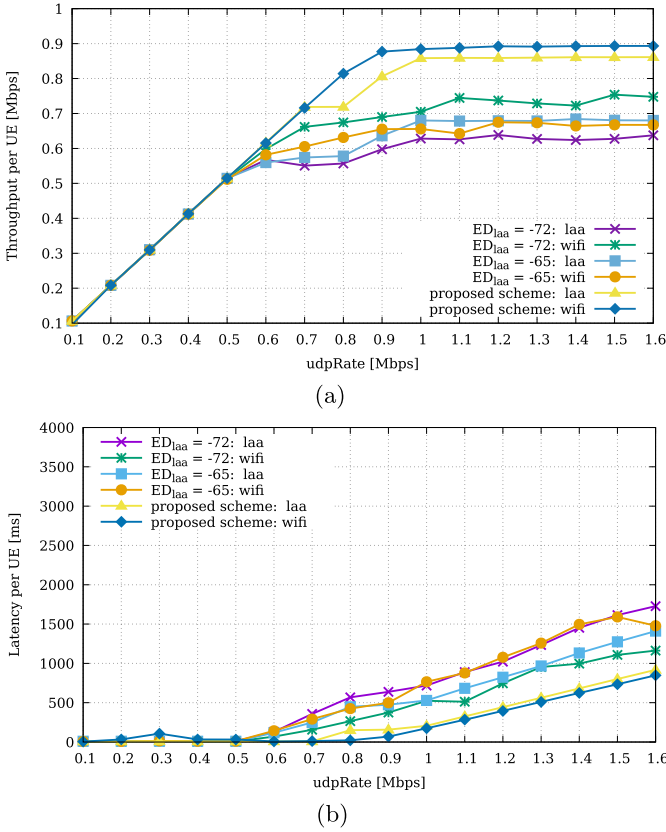 1
0.9
0.8
0.7
0.6
0.5
0.4
0.3
0.2
0.1
Throughput per UE [Mbps]
ED_laa = -72:  laa
ED_laa = -72: wifi
ED_laa = -65:  laa
ED_laa = -65: wifi
proposed scheme:  laa
proposed scheme: wifi
0.1 0.2 0.3 0.4 0.5 0.6 0.7 0.8 0.9 1 1.1 1.2 1.3 1.4 1.5 1.6
udpRate [Mbps]
(a)
4000
3500
3000
2500
2000
1500
1000
500
0
Latency per UE [ms]
ED_laa = -72:  laa
ED_laa = -72: wifi
ED_laa = -65:  laa
ED_laa = -65: wifi
proposed scheme:  laa
proposed scheme: wifi
0.1 0.2 0.3 0.4 0.5 0.6 0.7 0.8 0.9 1 1.1 1.2 1.3 1.4 1.5 1.6
udpRate [Mbps]
(b)